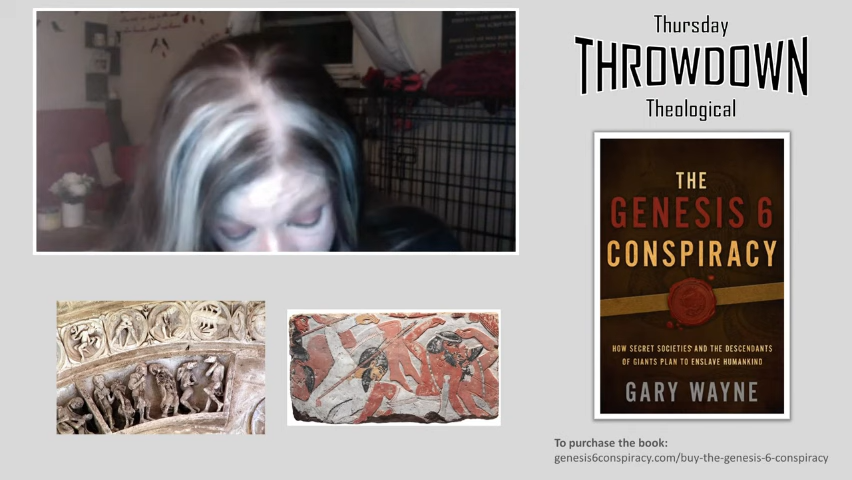 Thursday
THROWDOWN
Theological
THE
GENESIS 6
CONSPIRACY
HOW SECRET SOCIETIES AND THE DESCENDANTS
OF GIANTS PLAN TO ENSLAVE HUMANKIND
GARY WAYNE
To purchase the book:
genesis6conspiracy.com/buy-the-genesis-6-conspiracy